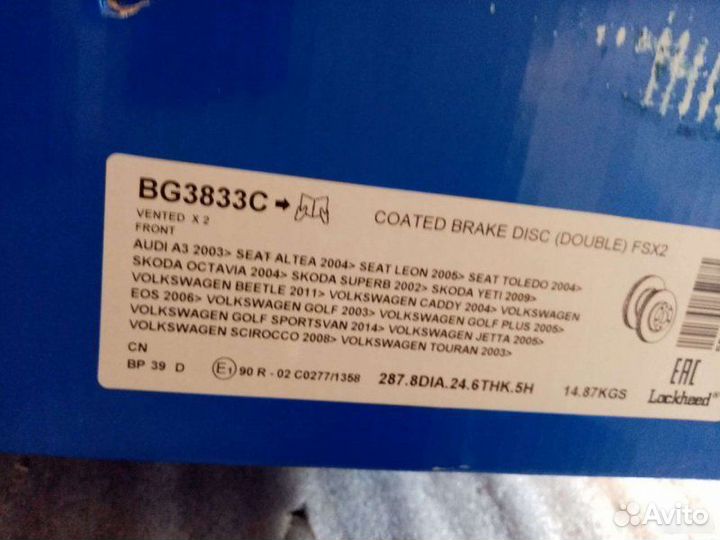 BG3833C
COATED BRAKE DISC (DOUBLE) FSX2
VENTED X 2
FRONT
AUDI A3 2003> SEAT ALTEA 2004> SEAT LEON 2005> SEAT TOLEDO 2004>
SKODA OCTAVIA 2004> SKODA SUPERB 2002> SKODA YETI 2009>
VOLKSWAGEN BEETLE 2011> VOLKSWAGEN CADDY 2004> VOLKSWAGEN
EOS 2006> VOLKSWAGEN GOLF 2003> VOLKSWAGEN GOLF PLUS 2005>
VOLKSWAGEN GOLF SPORTSVAN 2014> VOLKSWAGEN JETTA 2005>
VOLKSWAGEN SCIROCCO 2008> VOLKSWAGEN TOURAN 2003>
CN
BP 39 D
E1 90 R - 02 C0277/1358
287.8DIA.24.6THK.5H
14.87KGS
EAC
Lockheed®
Avito